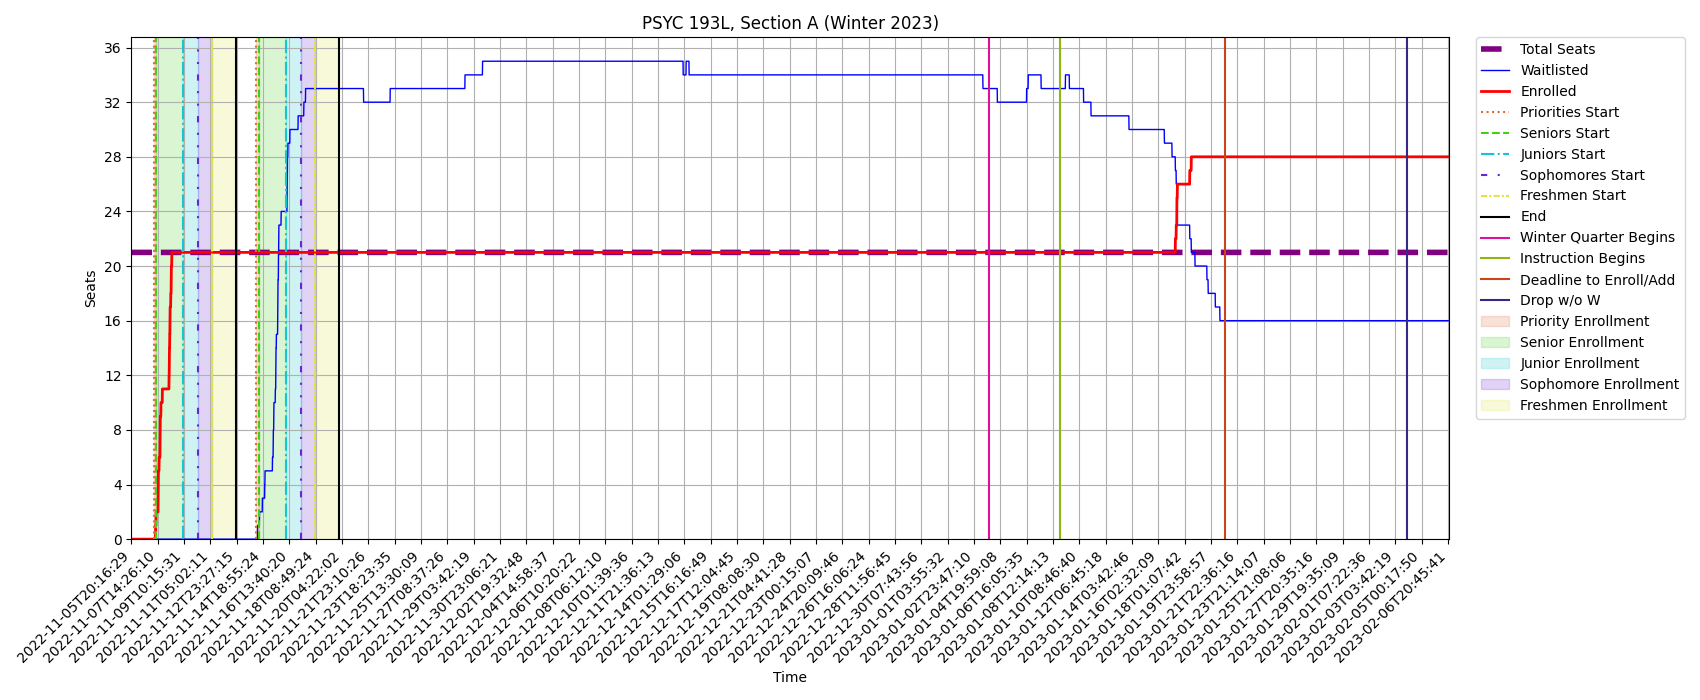 PSYC 193L, Section A (Winter 2023)
Seats
36
32
28
24
20
16
12
8
4
0
2022-11-05T20:16:29
2022-11-07T14:26:10
2022-11-09T10:15:31
2022-11-11T05:02:11
2022-11-12T23:27:15
2022-11-14T18:55:24
2022-11-16T13:40:20
2022-11-18T08:49:24
2022-11-20T04:22:02
2022-11-21T23:10:26
2022-11-23T18:23:35
2022-11-25T13:30:09
2022-11-27T08:37:26
2022-11-29T03:42:19
2022-11-30T23:06:21
2022-12-02T19:32:48
2022-12-04T14:58:37
2022-12-06T10:20:22
2022-12-08T06:12:10
2022-12-10T01:39:36
2022-12-11T21:36:13
2022-12-14T01:29:06
2022-12-15T16:16:49
2022-12-17T12:04:45
2022-12-19T08:08:30
2022-12-21T04:41:28
2022-12-23T00:15:07
2022-12-24T20:09:46
2022-12-26T16:06:24
2022-12-28T11:56:45
2022-12-30T07:43:56
2023-01-01T03:55:32
2023-01-02T23:47:10
2023-01-04T19:59:08
2023-01-06T16:05:35
2023-01-08T12:14:13
2023-01-10T08:46:40
2023-01-12T06:45:18
2023-01-14T03:42:46
2023-01-16T02:32:09
2023-01-18T01:07:42
2023-01-19T23:58:57
2023-01-21T22:36:16
2023-01-23T21:14:07
2023-01-25T21:08:06
2023-01-27T20:35:16
2023-01-29T19:35:09
2023-02-01T07:22:36
2023-02-03T03:42:19
2023-02-05T00:17:50
2023-02-06T20:45:41
Time
Total Seats
Waitlisted
Enrolled
Priorities Start
Seniors Start
Juniors Start
Sophomores Start
Freshmen Start
End
Winter Quarter Begins
Instruction Begins
Deadline to Enroll/Add
Drop w/o W
Priority Enrollment
Senior Enrollment
Junior Enrollment
Sophomore Enrollment
Freshmen Enrollment